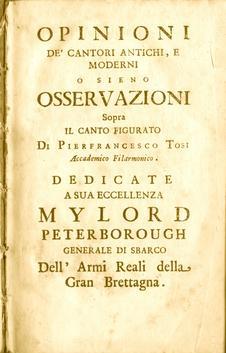 OPINIONI
DE' CANTORI ANTICHI, E
MODERNI
O SIENO
OSSERVAZIONI
Sopra
IL CANTO FIGURATO
DI PIERFRANCESCO TOSI
Accademico Filarmonico.
DEDICATE
A SUA ECCELLENZA
MYLORD
PETERBOROUGH
GENERALE DI SBARCO
Dell' Armi Reali della
Gran Brettagna.